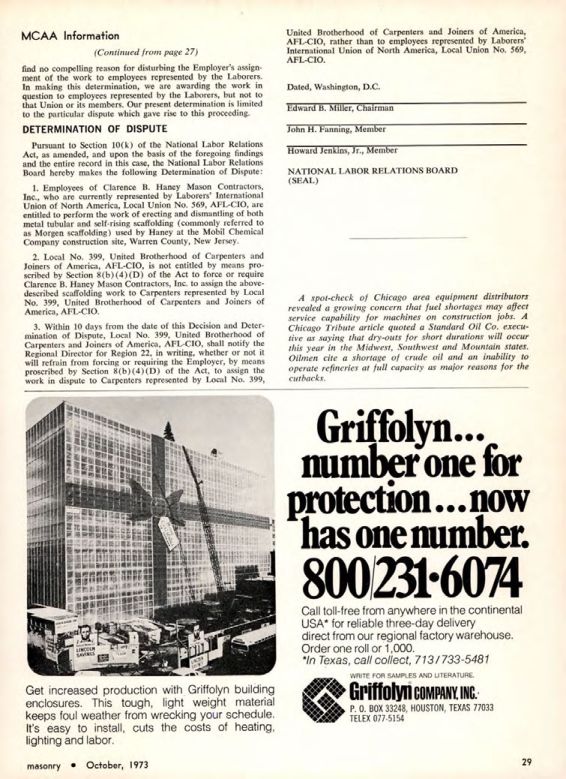 MCAA Information
(Continued from page 27)
find no compelling reason for disturbing the Employer's assign-
ment of the work to employees represented by the Laborers.
In making this determination, we are awarding the work in
question to employees represented by the Laborers, but not to
that Union or its members. Our present determination is limited
to the particular dispute which gave rise to this proceeding.
DETERMINATION OF DISPUTE
Pursuant to Section 10(k) of the National Labor Relations
Act, as amended, and upon the basis of the foregoing findings
and the entire record in this case, the National Labor Relations
Board hereby makes the following Determination of Dispute:
1. Employees of Clarence B. Haney Mason Contractors,
Inc., who are currently represented by Laborers' International
Union of North America, Local Union No. 569, AFL-CIO, are
entitled to perform the work of erecting and dismantling of both
metal tubular and self-rising scaffolding (commonly referred to
as Morgen scaffolding) used by Haney at the Mobil Chemical
Company construction site, Warren County, New Jersey.
2. Local No. 399, United Brotherhood of Carpenters and
Joiners of America, AFL-CIO, is not entitled by means pro-
scribed by Section 8(b)(4)(D) of the Act to force or require
Clarence B. Haney Mason Contractors, Inc. to assign the above-
described scaffolding work to Carpenters represented by Local
No. 399, United Brotherhood of Carpenters and Joiners of
America, AFL-CIO.
3. Within 10 days from the date of this Decision and Deter-
mination of Dispute, Local No. 399, United Brotherhood of
Carpenters and Joiners of America, AFL-CIO, shall notify the
Regional Director for Region 22, in writing, whether or not it
will refrain from forcing or requiring the Employer, by means
proscribed by Section 8(b)(4)(D) of the Act, to assign the
work in dispute to Carpenters represented by Local No. 399,
United Brotherhood of Carpenters and Joiners of America,
AFL-CIO, rather than to employees represented by Laborers'
International Union of North America, Local Union No. 569,
AFL-CIO.
Dated, Washington, D.C.
Edward B. Miller, Chairman
John H. Fanning, Member
Howard Jenkins, Jr., Member
NATIONAL LABOR RELATIONS BOARD
(SEAL)
A spot-check of Chicago area equipment distributors
revealed a growing concern that fuel shortages may affect
service capability for machines on construction jobs. A
Chicago Tribute article quoted a Standard Oil Co. execu-
tive as saying that dry-outs for short durations will occur
this year in the Midwest, Southwest and Mountain states.
Oilmen cite a shortage of crude oil and an inability to
operate refineries at full capacity as major reasons for the
cutbacks.
LINCOLN
SAVINGS
Get increased production with Griffolyn building
enclosures. This tough, light weight material
keeps foul weather from wrecking your schedule.
It's easy to install, cuts the costs of heating,
lighting and labor.
Griffolyn...
number one for
protection...now
has one number.
800/231•6074
Call toll-free from anywhere in the continental
USA* for reliable three-day delivery
direct from our regional factory warehouse.
Order one roll or 1,000.
*In Texas, call collect, 713/733-5481
WRITE FOR SAMPLES AND LITERATURE.
Griffolyn COMPANY, INC.
P. O. BOX 33248, HOUSTON, TEXAS 77033
TELEX 077-5154
masonry • October, 1973
29